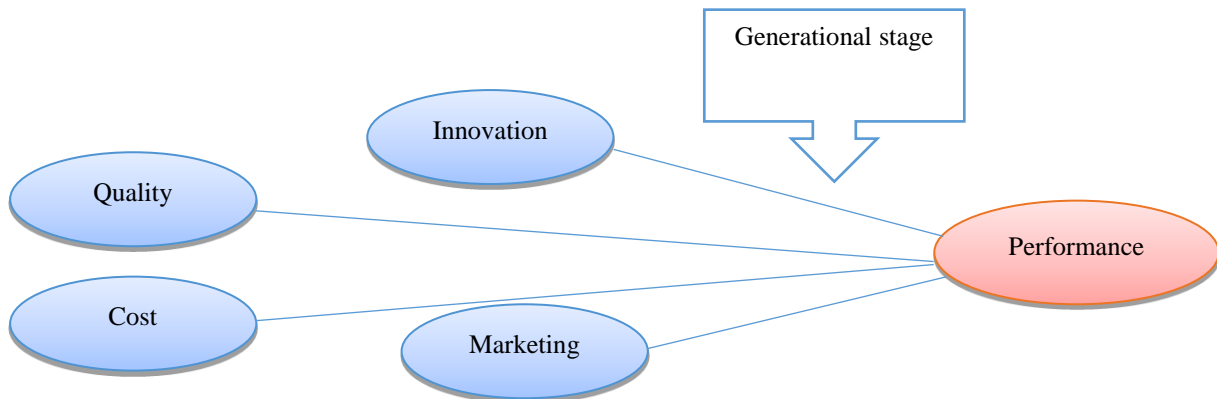 Generational stage
Innovation
Quality
Performance
Cost
Marketing